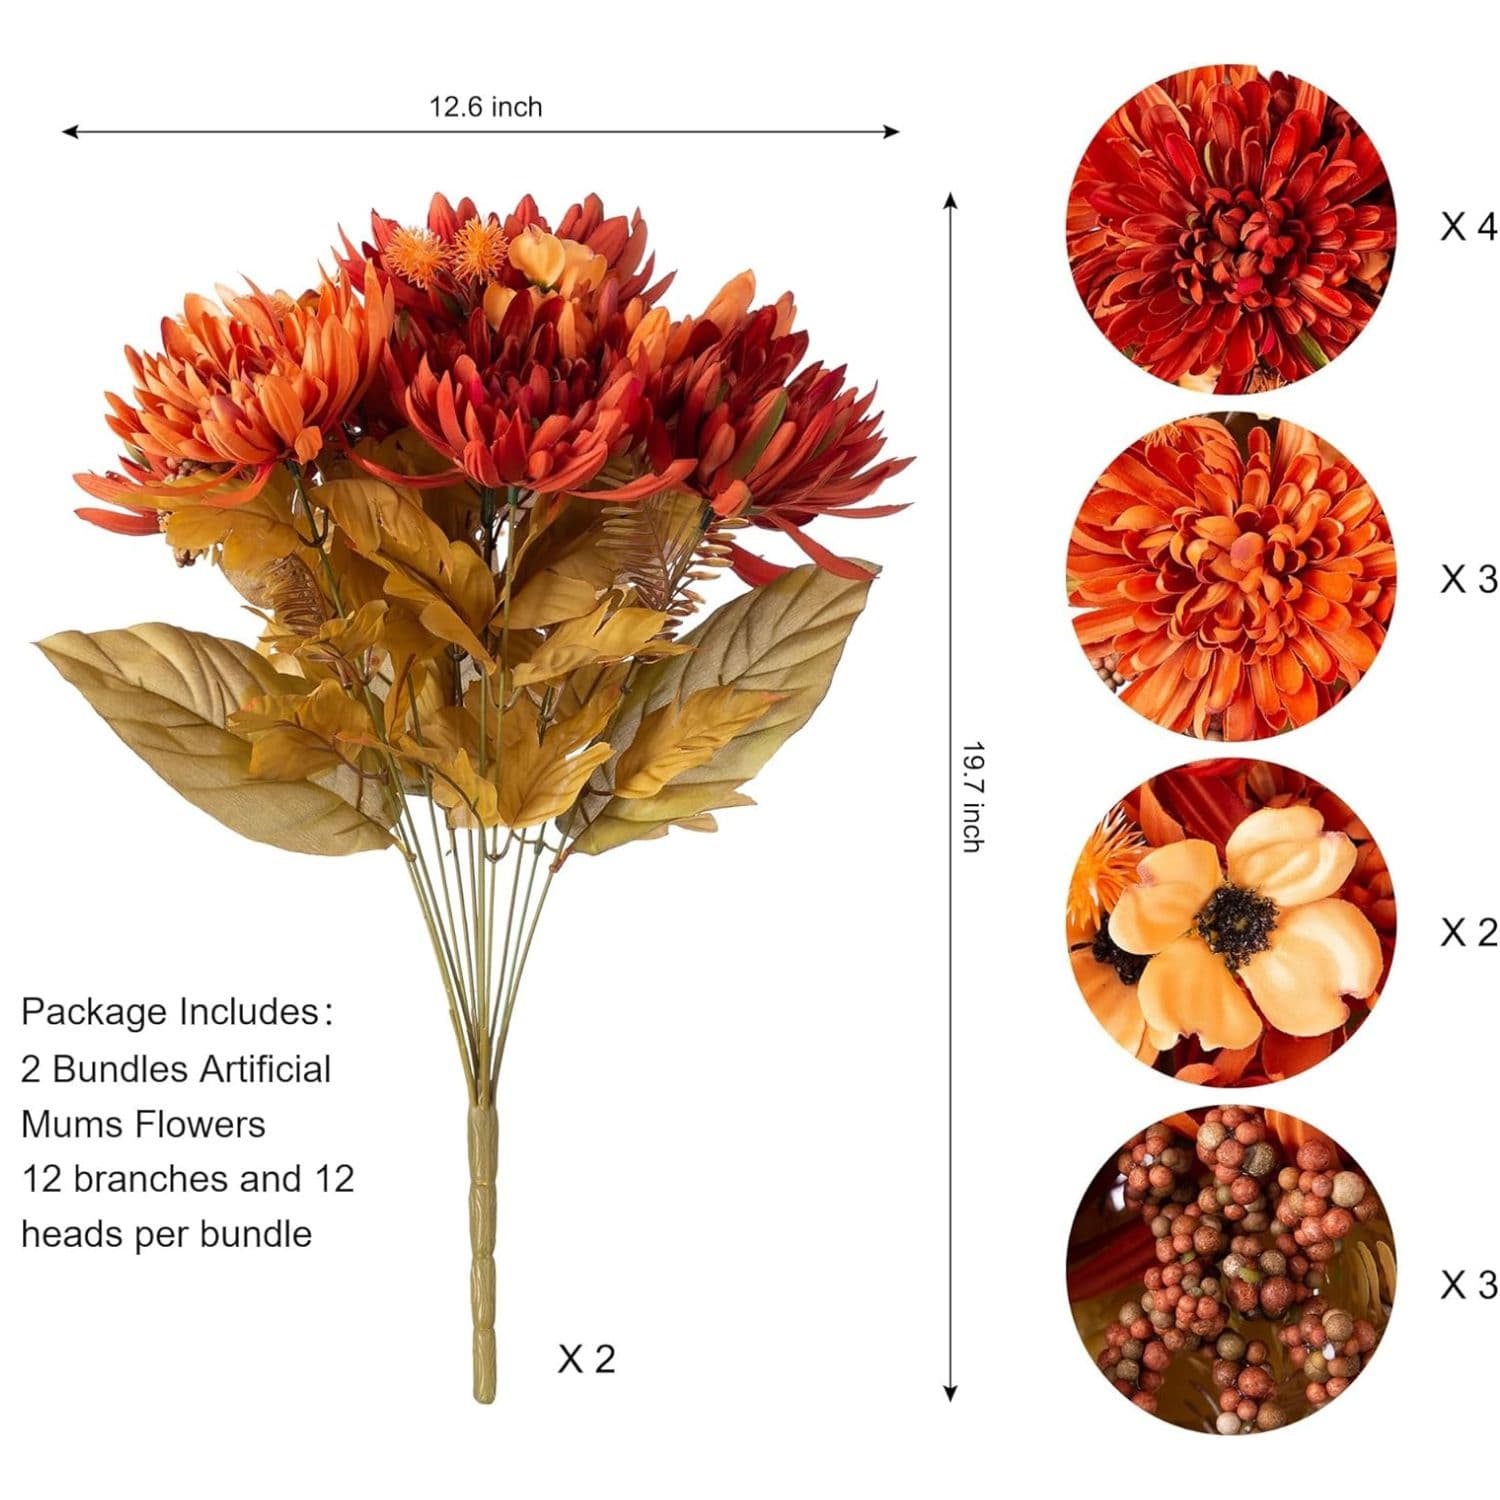 12.6 inch
19.7 inch
X 4
X 3
X 2
X 3
Package Includes：
2 Bundles Artificial
Mums Flowers
12 branches and 12
heads per bundle
X 2